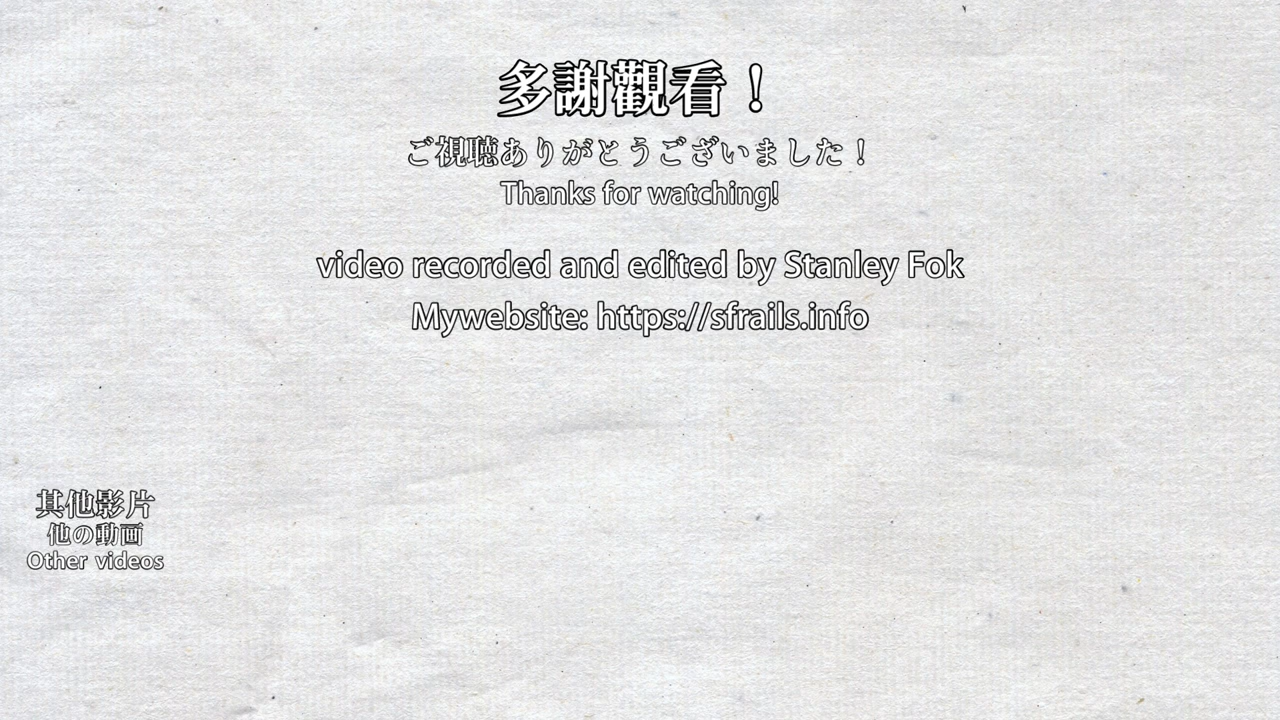 多謝觀看！
ご視聴ありがとうございました！
Thanks for watching!
video recorded and edited by Stanley Fok
Mywebsite: https://sfrails.info
其他影片
他の動画
Other videos